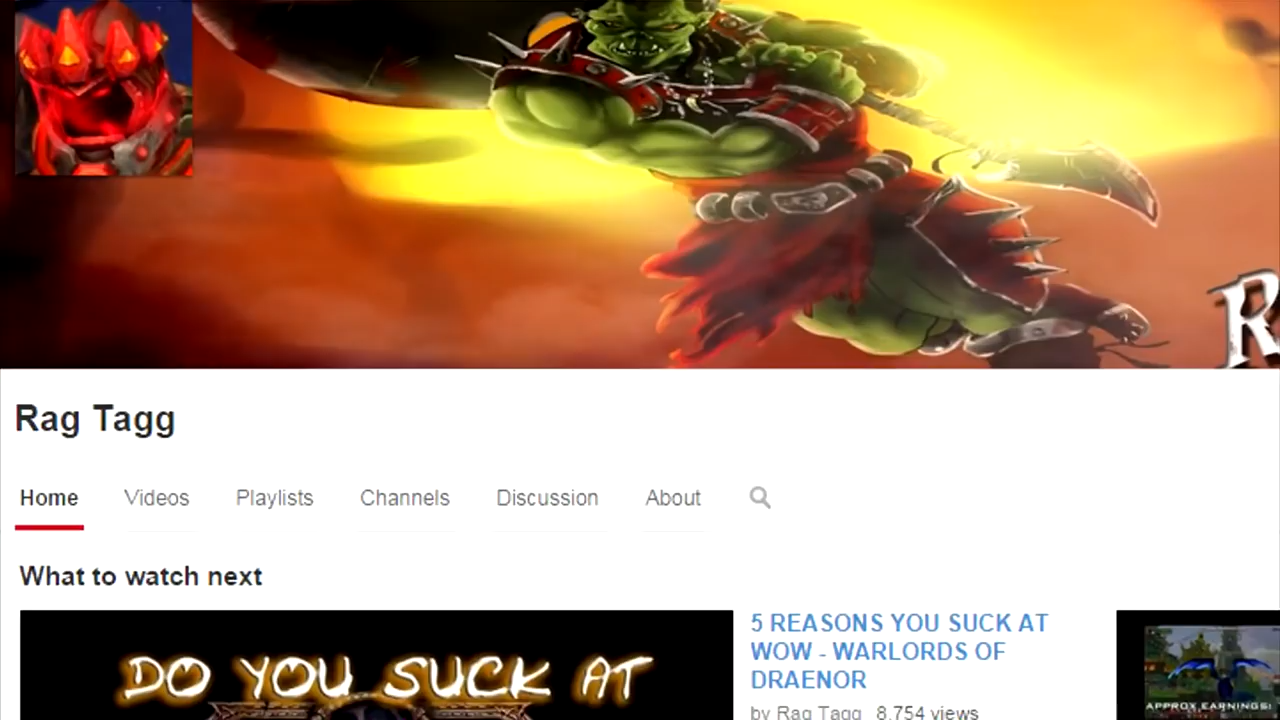 R
Rag Tagg
Home Videos Playlists Channels Discussion About
What to watch next
DO YOU SUCK AT
5 REASONS YOU SUCK AT
WOW - WARLORDS OF
DRAENOR
by Rag Tagg 8,754 views
APPROX EARNINGS: